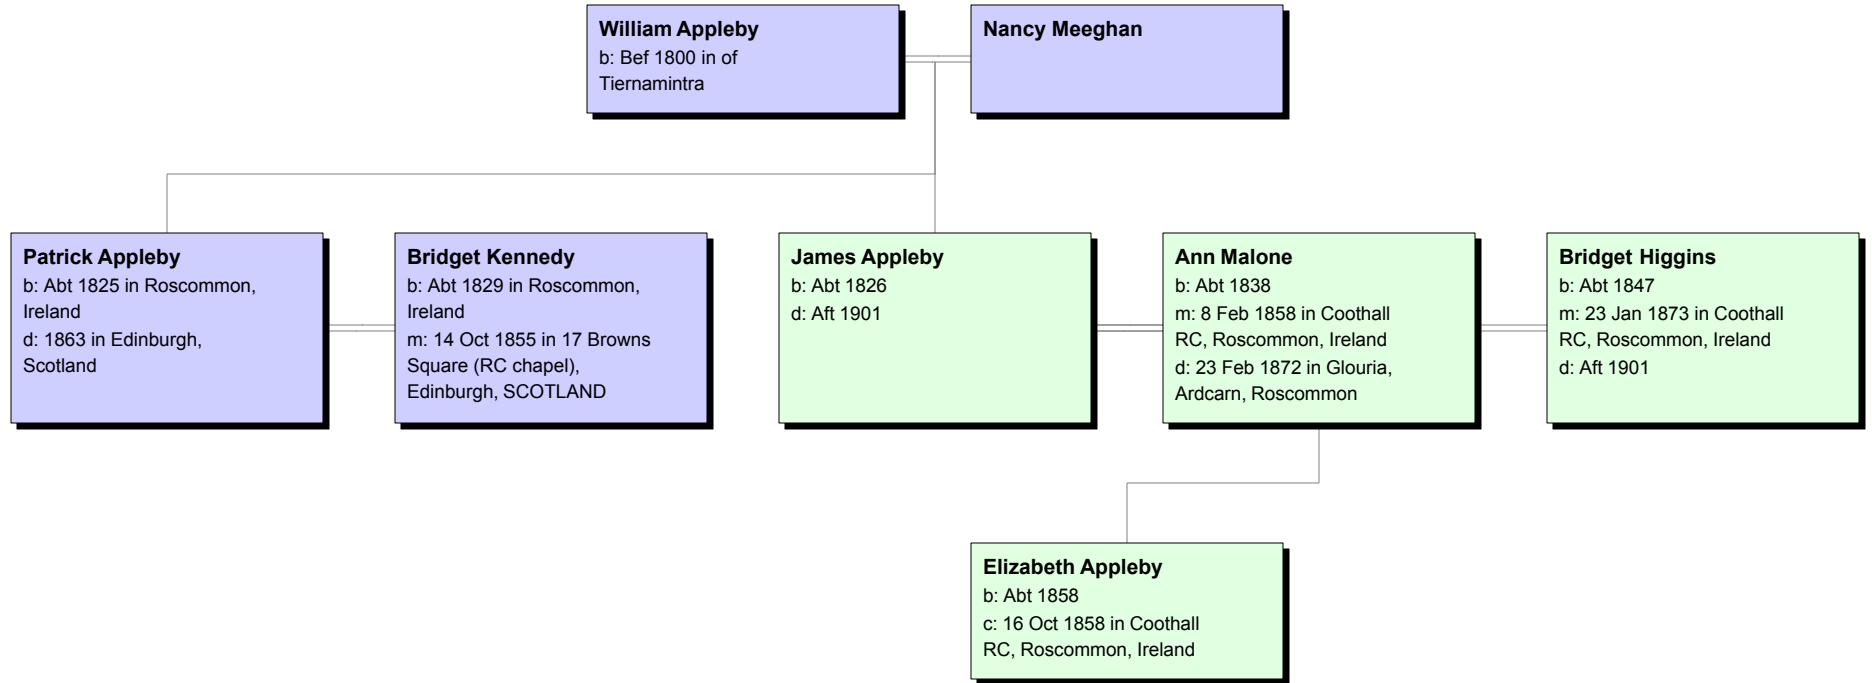 William Appleby
b: Bef 1800 in of
Tiernamintra
Nancy Meeghan
Patrick Appleby
b: Abt 1825 in Roscommon,
Ireland
d: 1863 in Edinburgh,
Scotland
Bridget Kennedy
b: Abt 1829 in Roscommon,
Ireland
m: 14 Oct 1855 in 17 Browns
Square (RC chapel),
Edinburgh, SCOTLAND
James Appleby
b: Abt 1826
d: Aft 1901
Ann Malone
b: Abt 1838
m: 8 Feb 1858 in Coothall
RC, Roscommon, Ireland
d: 23 Feb 1872 in Glouria,
Ardcarn, Roscommon
Bridget Higgins
b: Abt 1847
m: 23 Jan 1873 in Coothall
RC, Roscommon, Ireland
d: Aft 1901
Elizabeth Appleby
b: Abt 1858
c: 16 Oct 1858 in Coothall
RC, Roscommon, Ireland